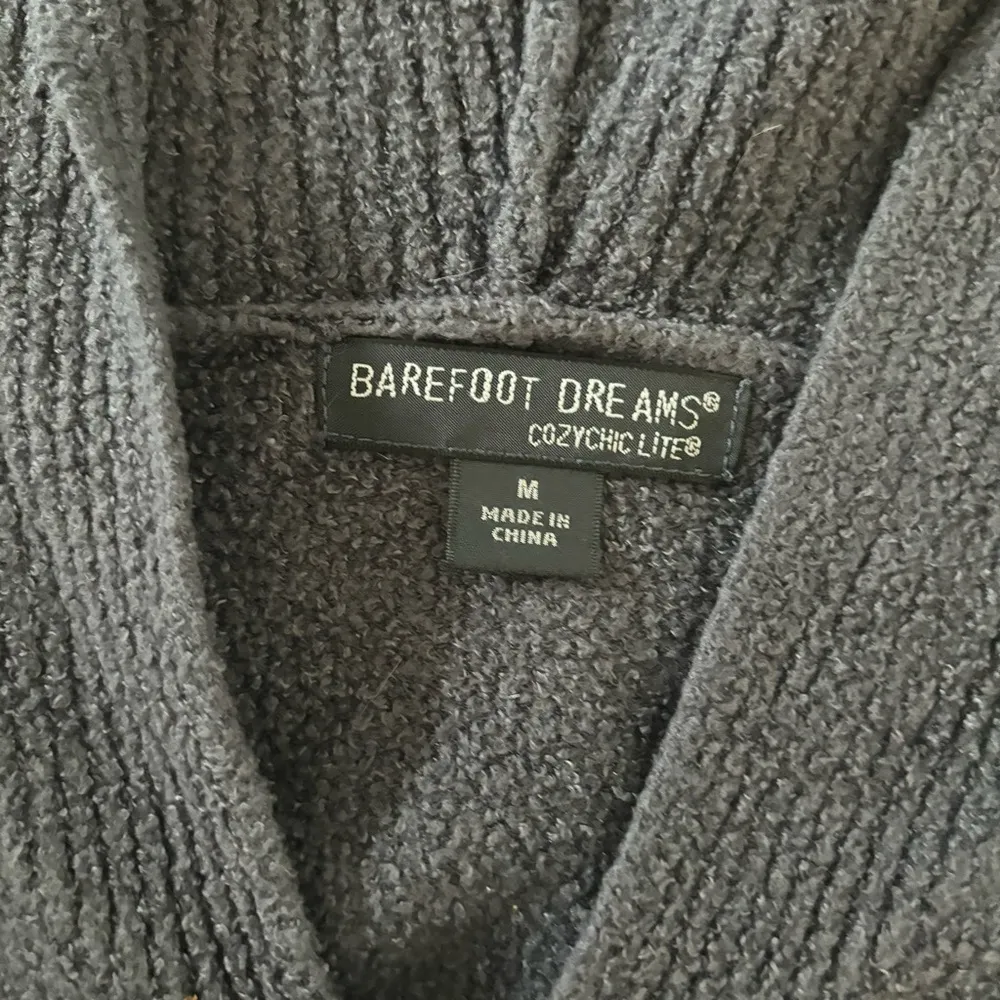 BAREFOOT DREAMS®
COZYCHIC LITE®
M
MADE IN
CHINA